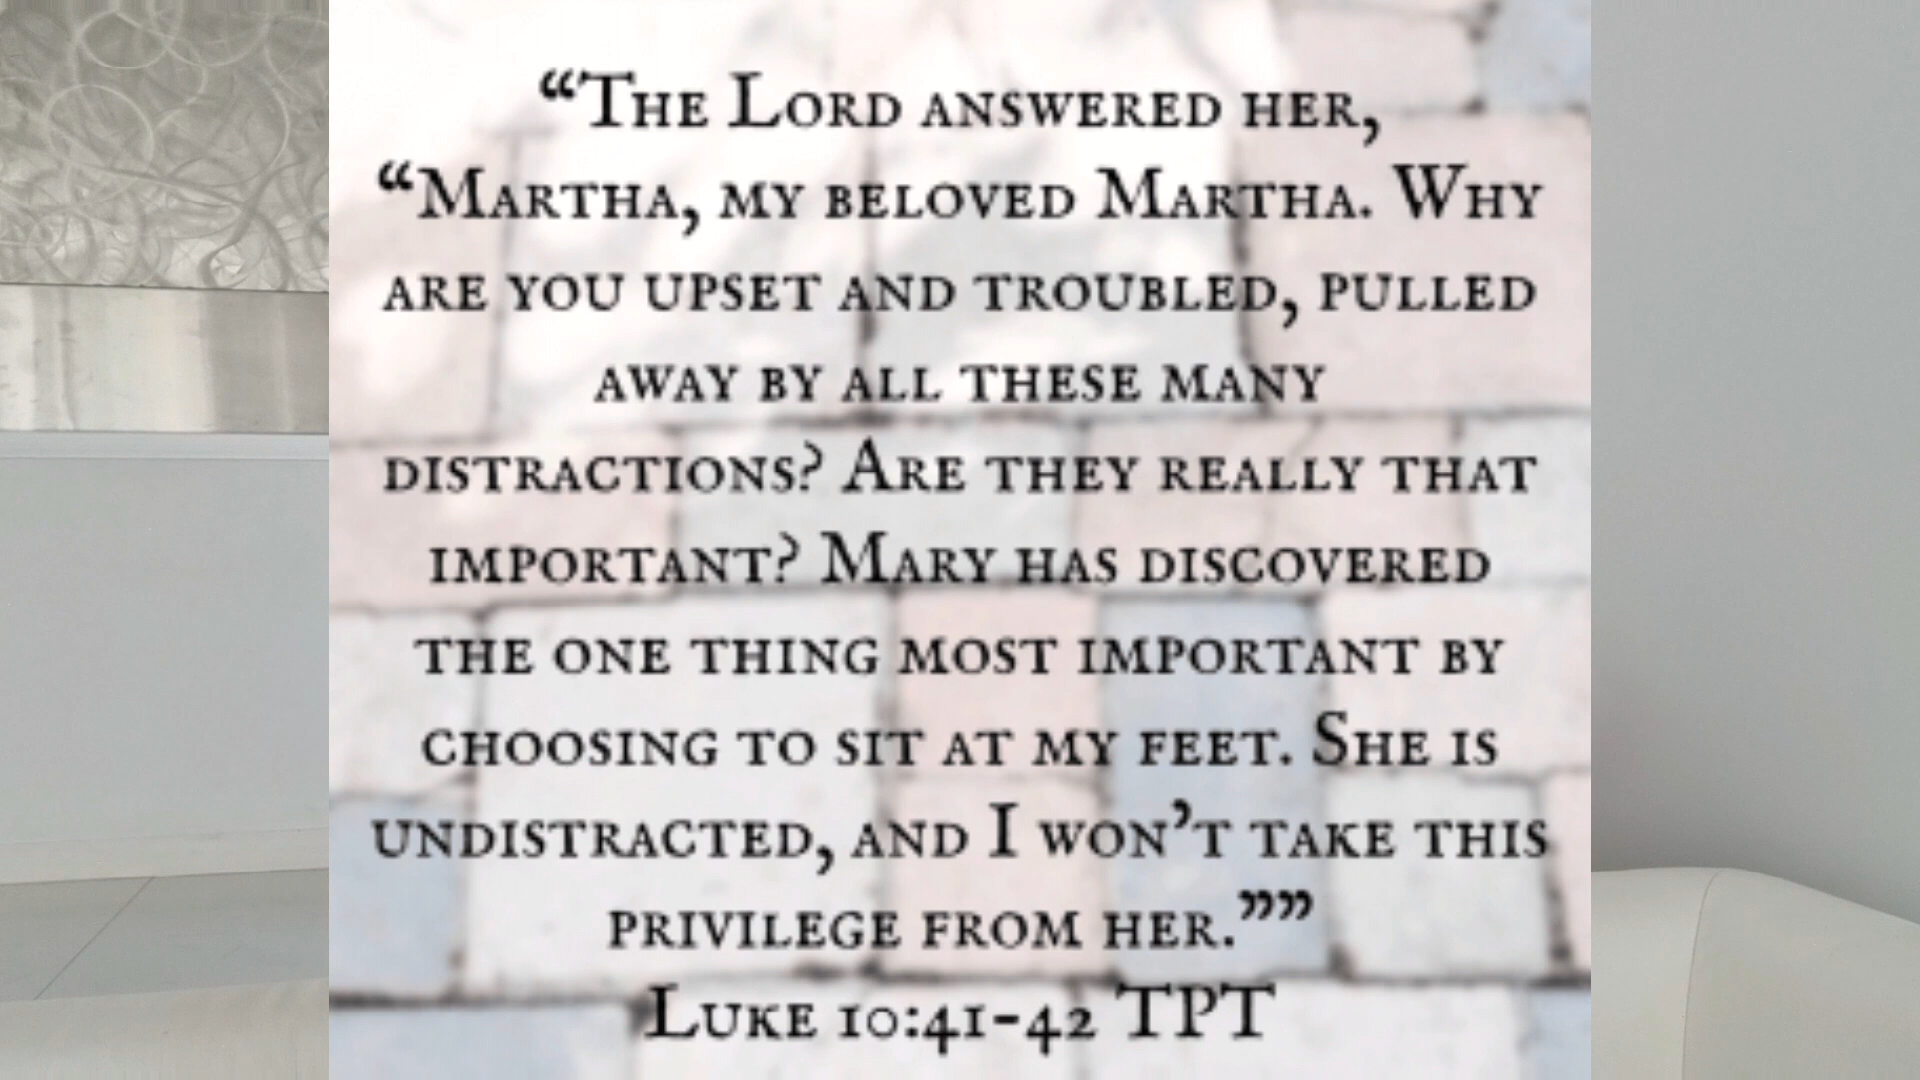 “The Lord answered her,
“Martha, my beloved Martha. Why
are you upset and troubled, pulled
away by all these many
distractions? Are they really that
important? Mary has discovered
the one thing most important by
choosing to sit at my feet. She is
undistracted, and I won’t take this
privilege from her.””
Luke 10:41-42 TPT